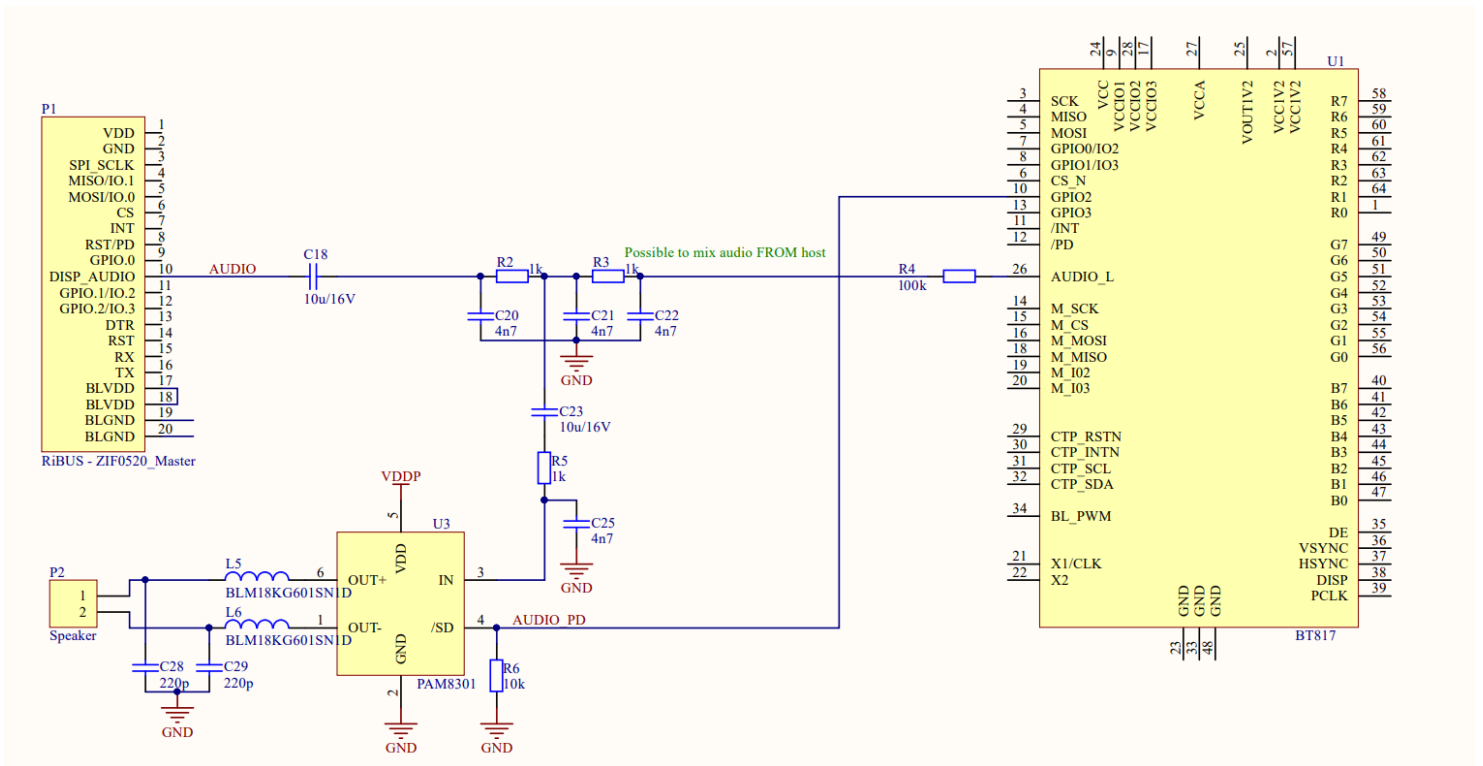 P1
VDD 1
GND 2
SPI_SCLK 3
MISO/IO.1 4
MOSI/IO.0 5
CS 6
INT 7
RST/PD 8
GPIO.0 9
DISP_AUDIO 10
GPIO.1/IO.2 11
GPIO.2/IO.3 12
DTR 13
RST 14
RX 15
TX 16
BLVDD 17
BLVDD 18
BLGND 19
BLGND 20
RiBUS - ZIF0520_Master
AUDIO
C18
10u/16V
R2
1k
R3
1k
Possible to mix audio FROM host
C20
4n7
C21
4n7
C22
4n7
GND
R4
100k
C23
10u/16V
R5
1k
C25
4n7
GND
VDDP
5
U3
VDD
6 OUT+
IN 3
1 OUT-
/SD 4
GND
2
PAM8301
GND
AUDIO_PD
R6
10k
GND
P2
1
2
Speaker
L5
BLM18KG601SN1D
L6
BLM18KG601SN1D
C28
220p
C29
220p
GND
U1
24 VCC
9 VCCIO1
28 VCCIO2
17 VCCIO3
27 VCCA
25 VOUT1V2
2 VCC1V2
57 VCC1V2
3 SCK
4 MISO
5 MOSI
7 GPIO0/IO2
8 GPIO1/IO3
6 CS_N
10 GPIO2
13 GPIO3
11 /INT
12 /PD
26 AUDIO_L
14 M_SCK
15 M_CS
16 M_MOSI
18 M_MISO
19 M_I02
20 M_I03
29 CTP_RSTN
30 CTP_INTN
31 CTP_SCL
32 CTP_SDA
34 BL_PWM
21 X1/CLK
22 X2
R7 58
R6 59
R5 60
R4 61
R3 62
R2 63
R1 64
R0 1
G7 49
G6 50
G5 51
G4 52
G3 53
G2 54
G1 55
G0 56
B7 40
B6 41
B5 42
B4 43
B3 44
B2 45
B1 46
B0 47
DE 35
VSYNC 36
HSYNC 37
DISP 38
PCLK 39
GND 23
GND 33
GND 48
BT817